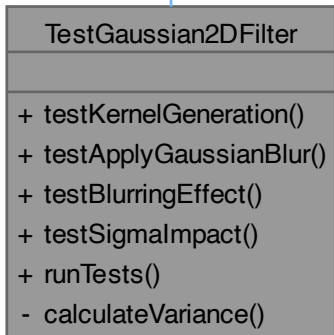 TestGaussian2DFilter
+ testKernelGeneration()
+ testApplyGaussianBlur()
+ testBlurringEffect()
+ testSigmaImpact()
+ runTests()
- calculateVariance()